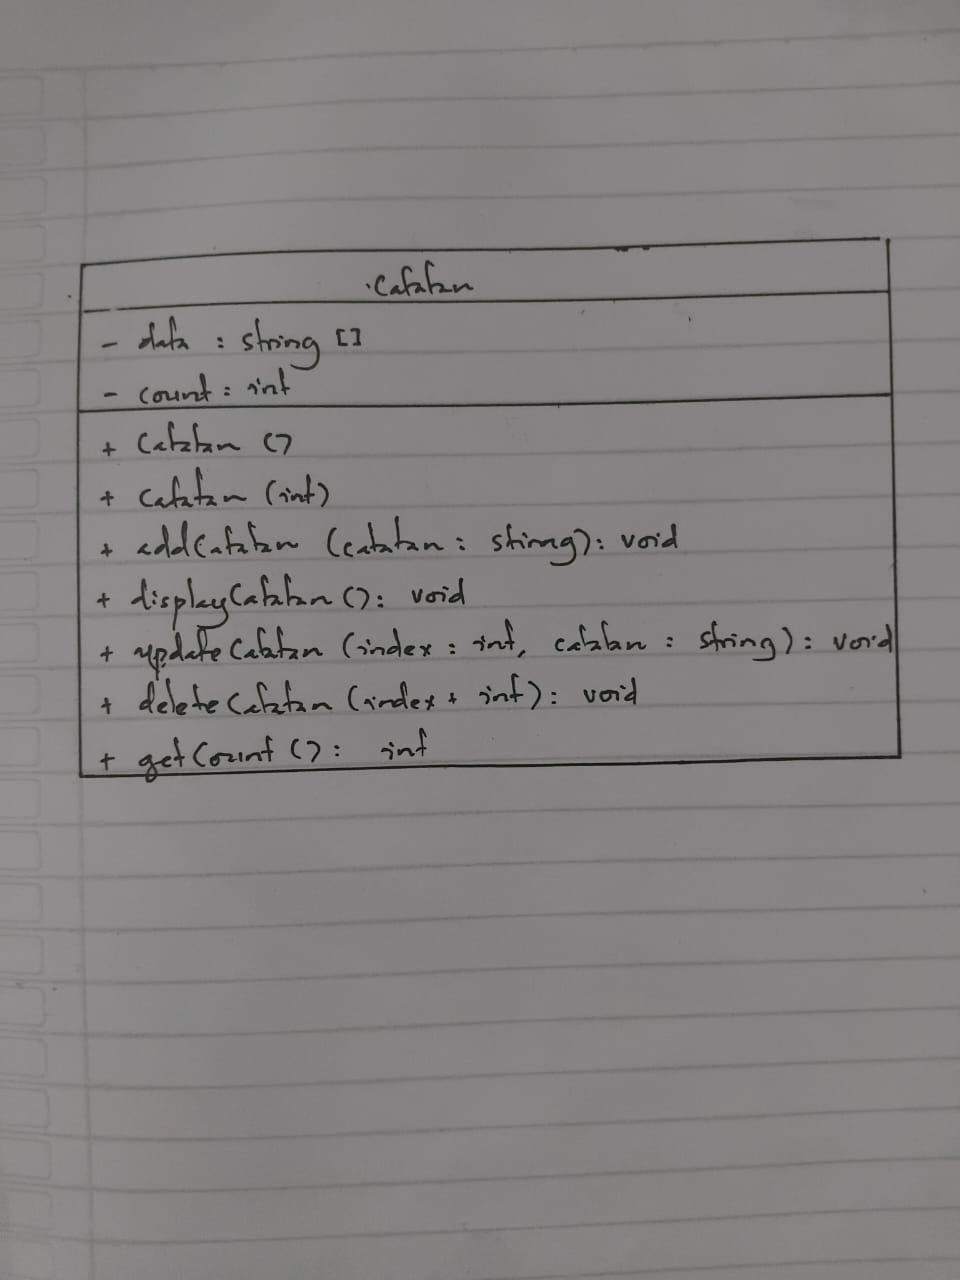 Catatan
- data : string []
- count : int
+ Catatan ()
+ Catatan (int)
+ addCatatan (catatan : string) : void
+ displayCatatan () : void
+ updateCatatan (index : int, catatan : string) : void
+ deleteCatatan (index : int) : void
+ getCount () : int